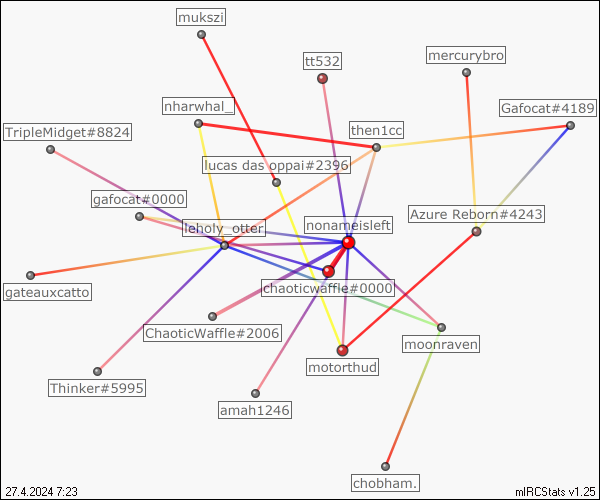 mukszi
tt532
mercurybro
nharwhal_
Gafocat#4189
TripleMidget#8824
then1cc
lucas das oppai#2396
gafocat#0000
Azure Reborn#4243
leholy_otter
nonameisleft
chaoticwaffle#0000
gateauxcatto
ChaoticWaffle#2006
moonraven
motorthud
Thinker#5995
amah1246
chobham.
27.4.2024 7:23
mIRCStats v1.25